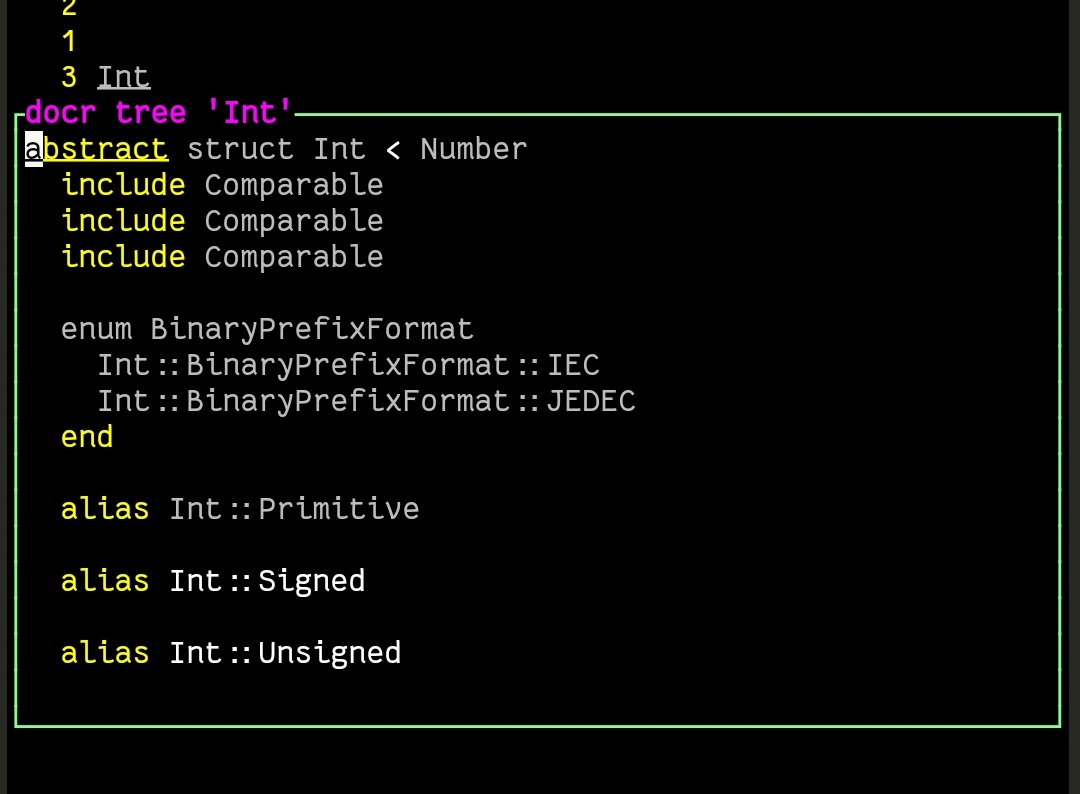 2
1
3 Int
docr tree 'Int'
abstract struct Int < Number
  include Comparable
  include Comparable
  include Comparable
  enum BinaryPrefixFormat
    Int::BinaryPrefixFormat::IEC
    Int::BinaryPrefixFormat::JEDEC
  end
  alias Int::Primitive
  alias Int::Signed
  alias Int::Unsigned